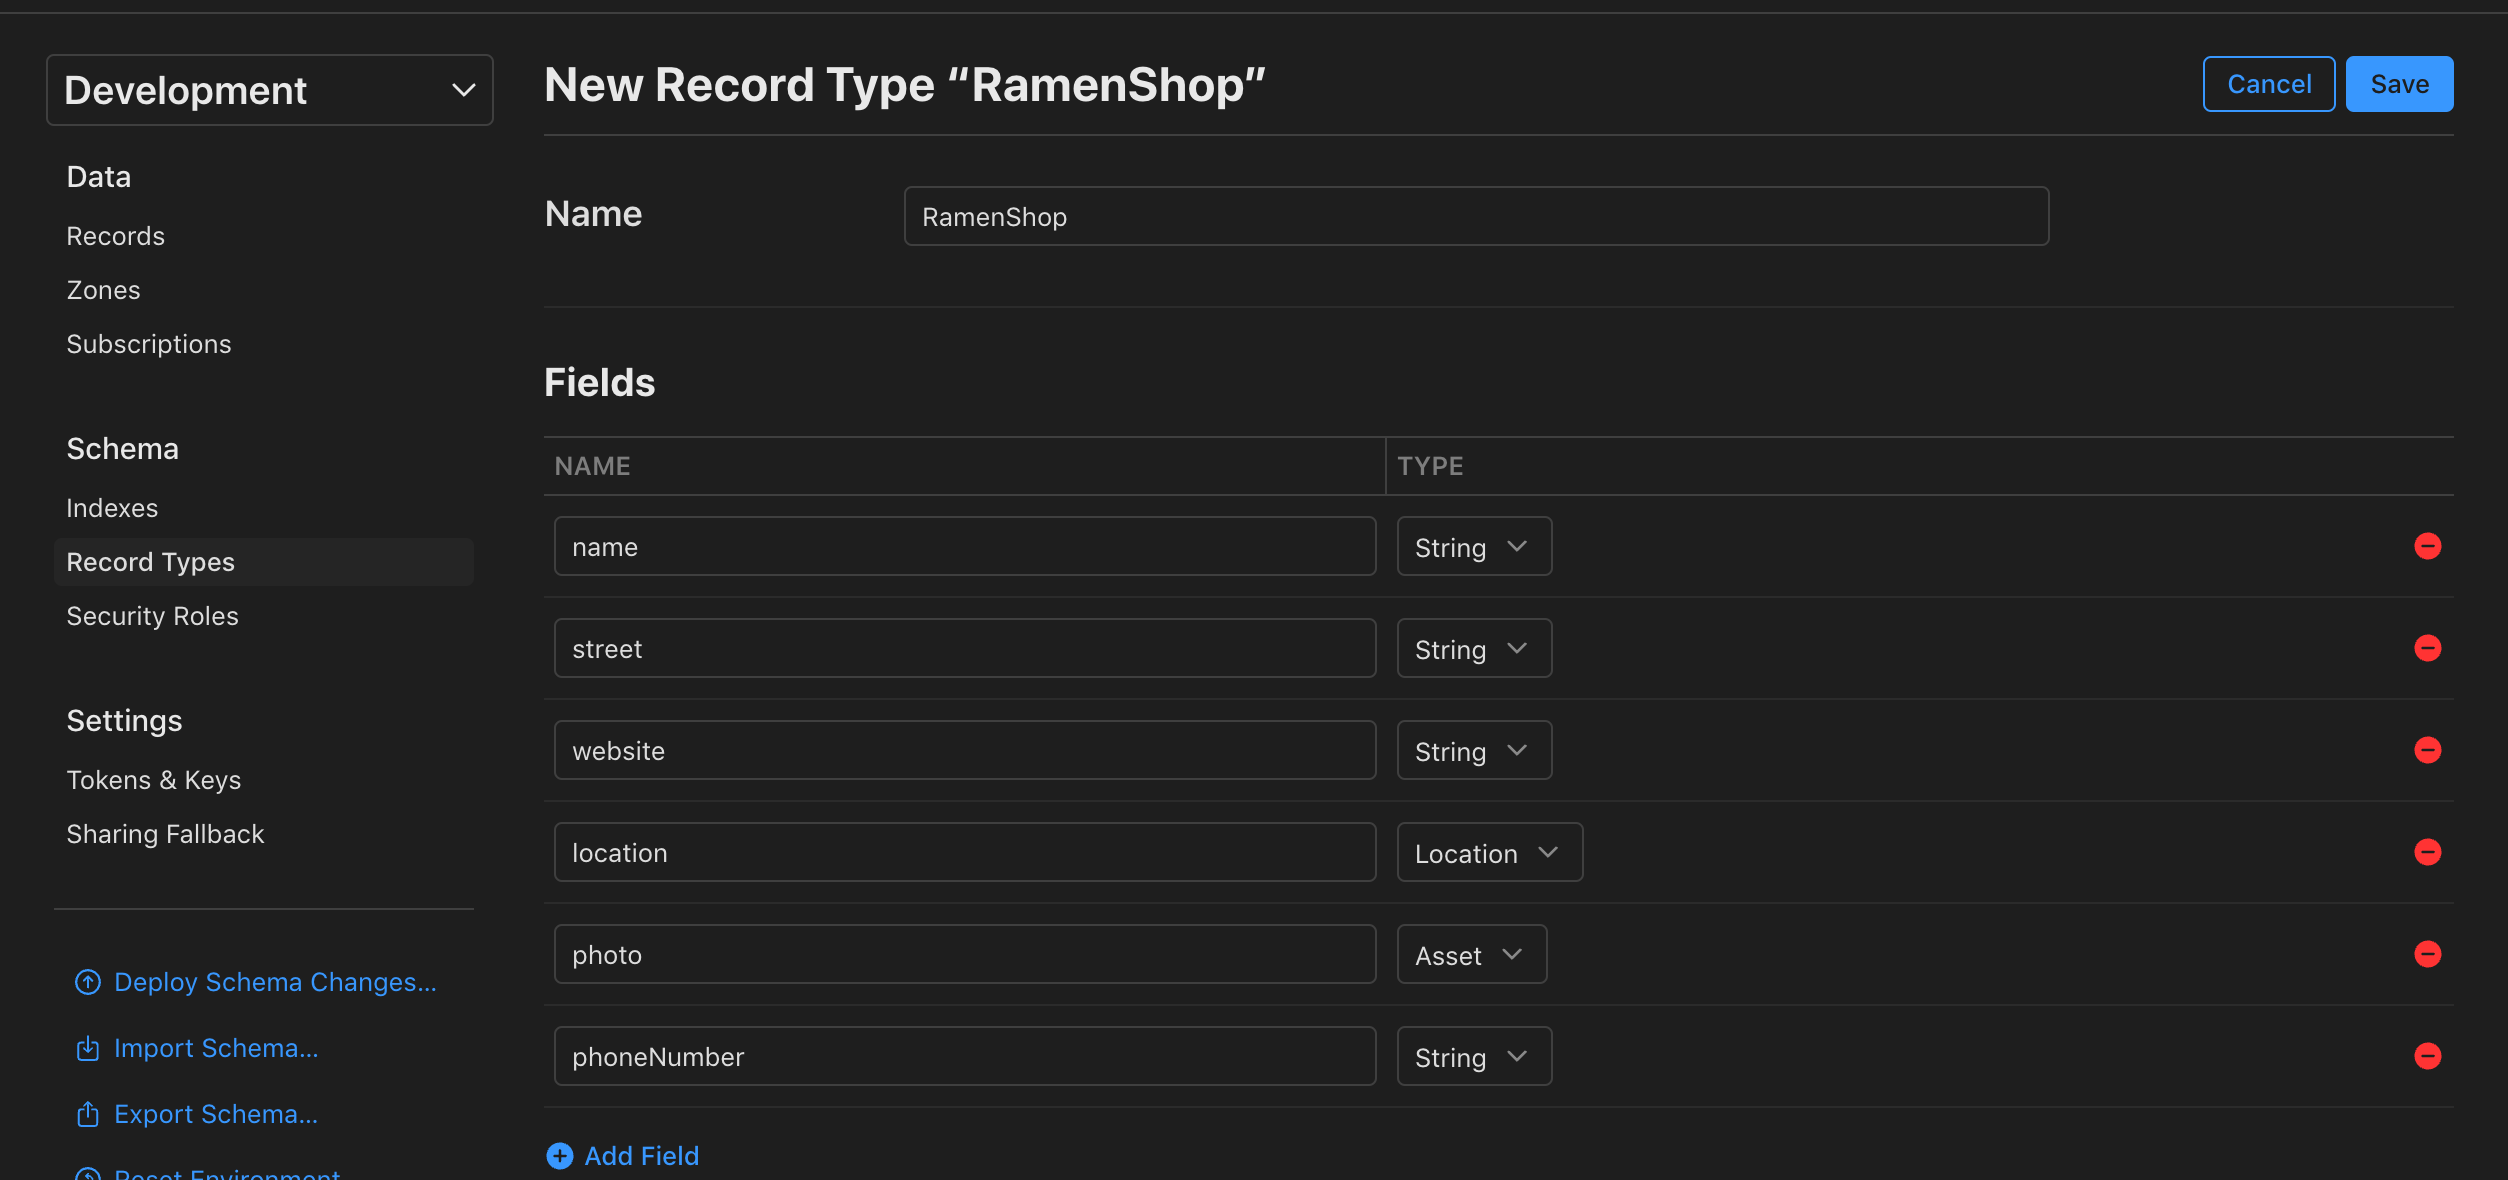 Development
Data
Records
Zones
Subscriptions
Schema
Indexes
Record Types
Security Roles
Settings
Tokens & Keys
Sharing Fallback
Deploy Schema Changes...
Import Schema...
Export Schema...
Reset Environment
New Record Type “RamenShop”
Cancel
Save
Name
RamenShop
Fields
NAME
TYPE
name
String
street
String
website
String
location
Location
photo
Asset
phoneNumber
String
Add Field